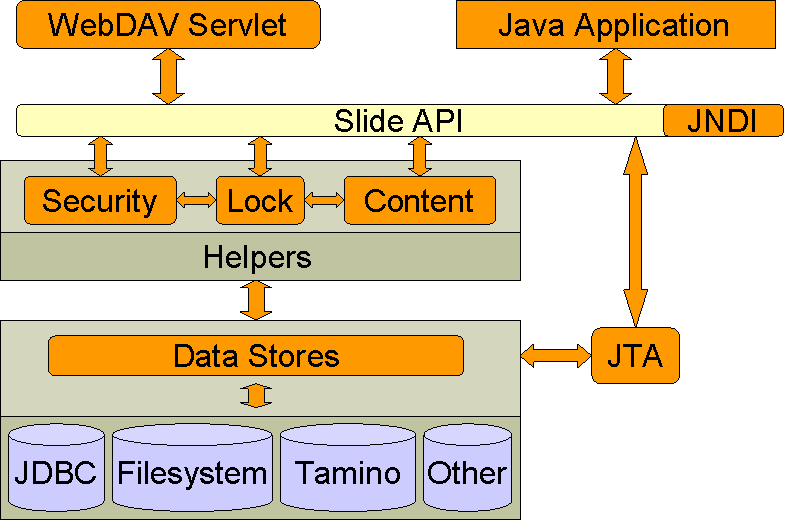 WebDAV Servlet
Java Application
Slide API
JNDI
Security
Lock
Content
Helpers
Data Stores
JTA
JDBC
Filesystem
Tamino
Other